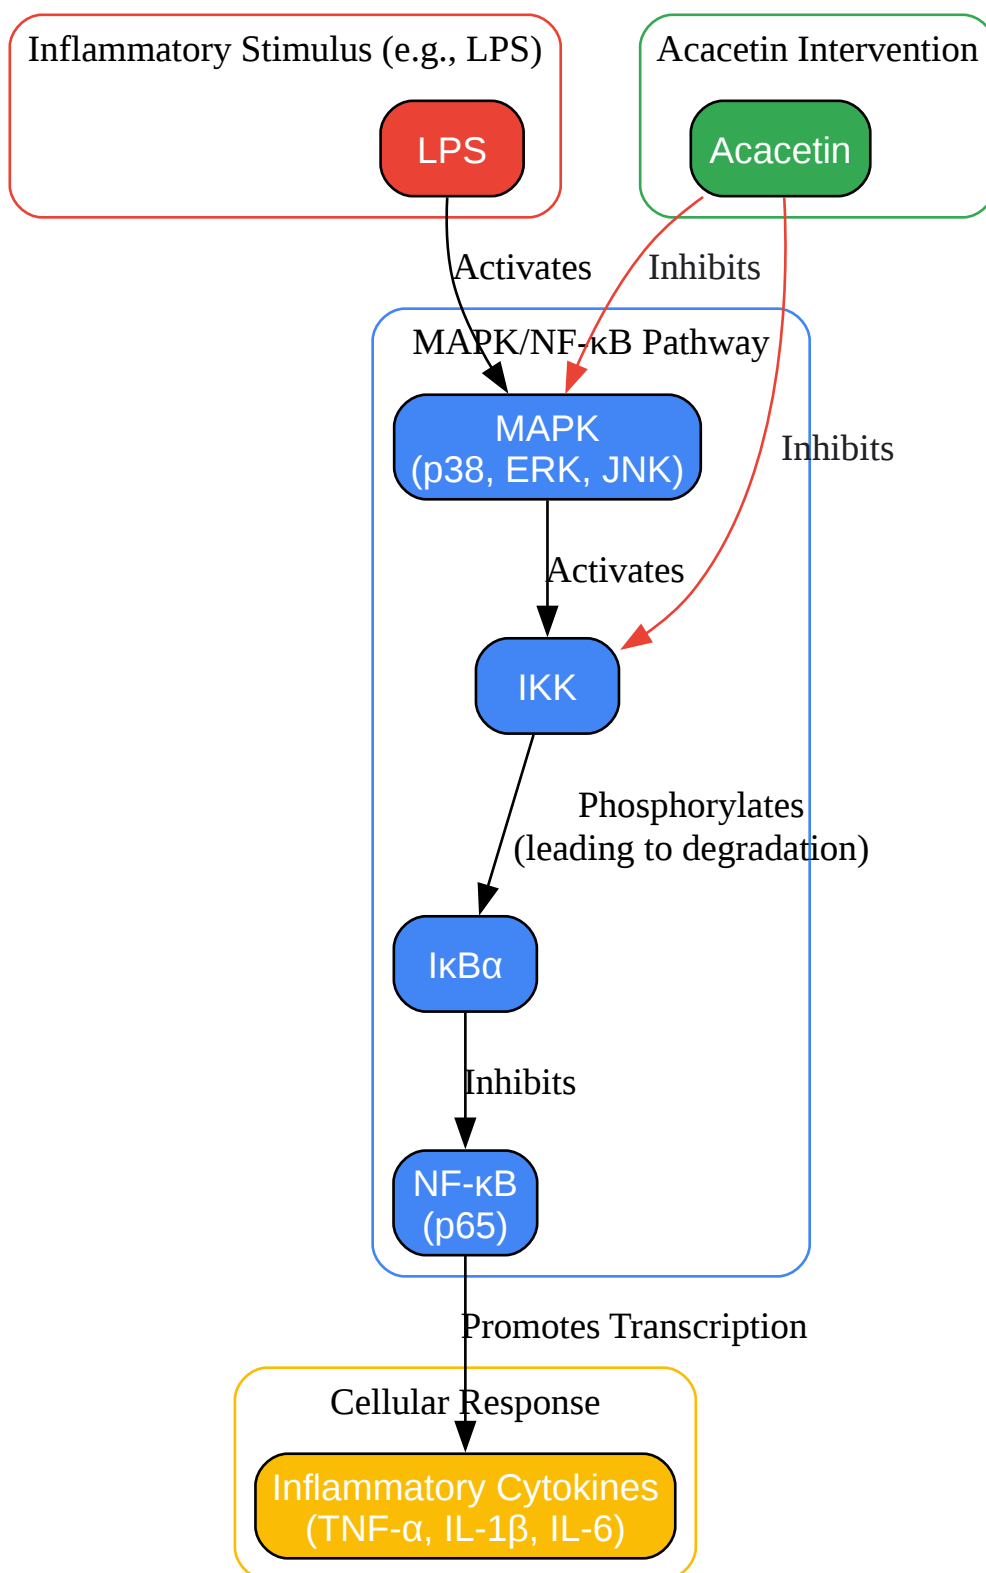 Inflammatory Stimulus (e.g., LPS)
Acacetin Intervention
LPS
Acacetin
Activates
Inhibits
MAPK/NF-κB Pathway
MAPK
(p38, ERK, JNK)
Inhibits
Activates
IKK
Phosphorylates
(leading to degradation)
IκBα
Inhibits
NF-κB
(p65)
Promotes Transcription
Cellular Response
Inflammatory Cytokines
(TNF-α, IL-1β, IL-6)